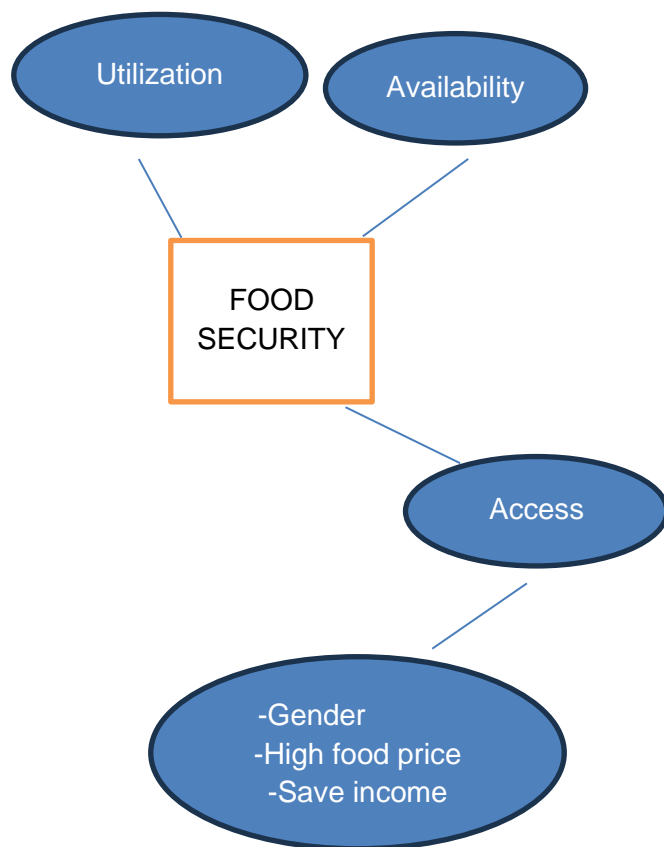 Utilization
Availability
FOOD
SECURITY
Access
-Gender
-High food price
-Save income